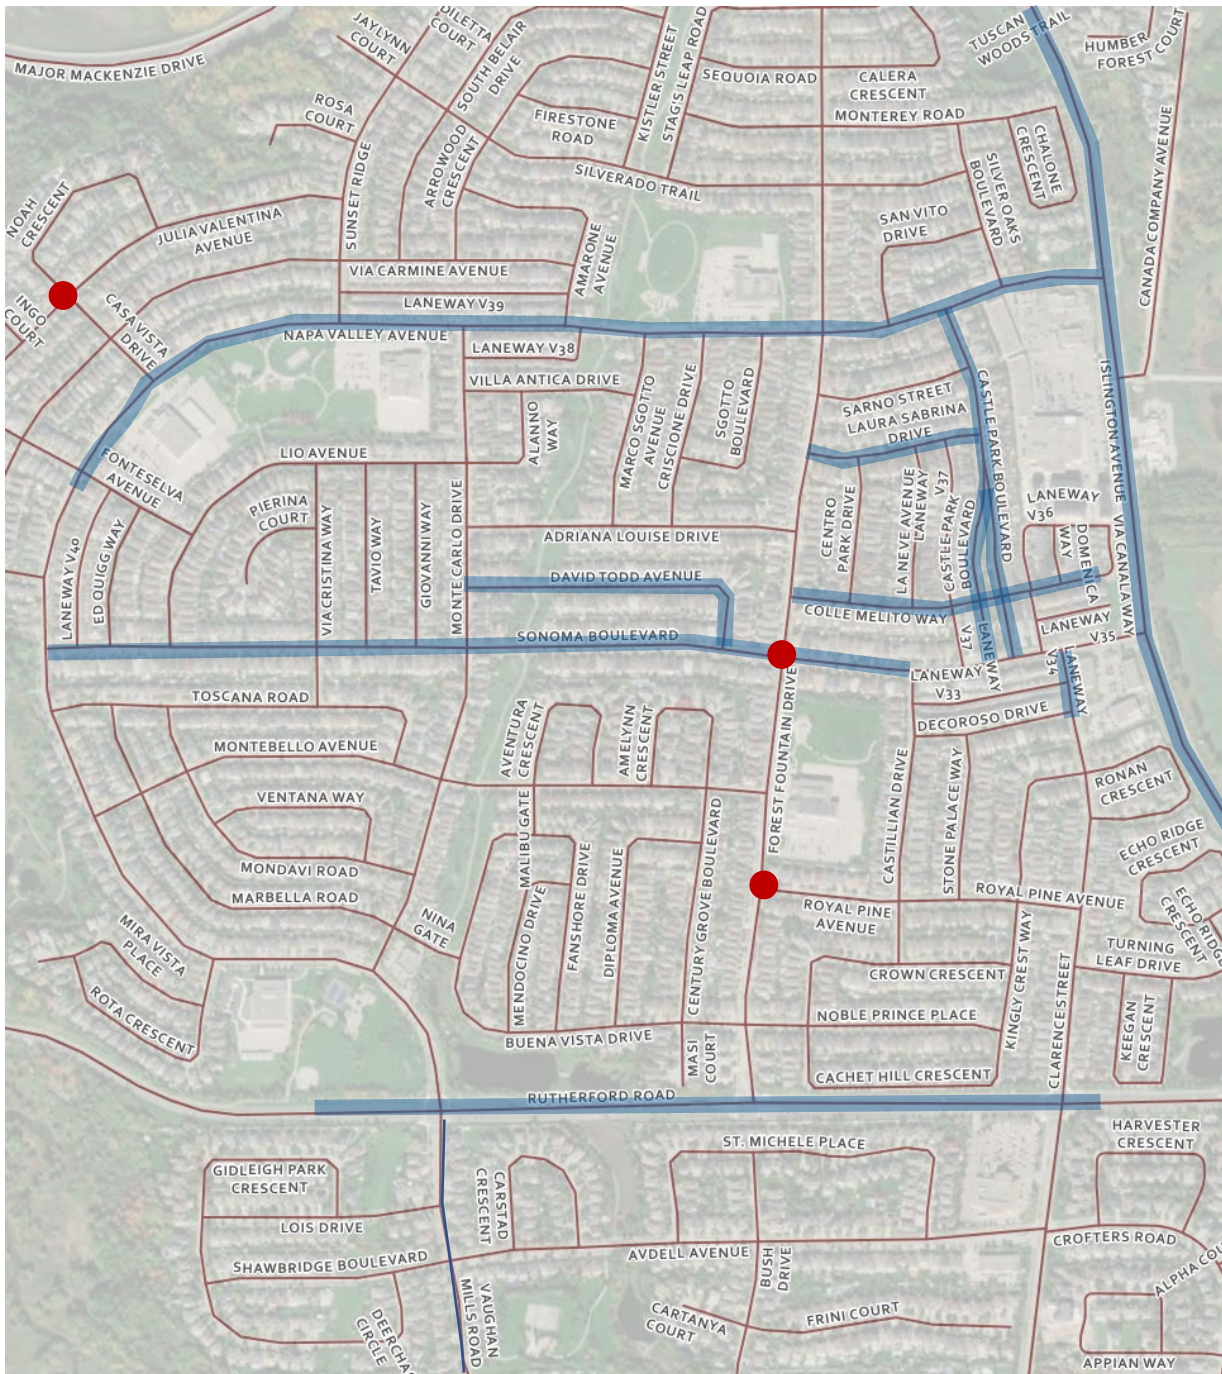 MAJOR MACKENZIE DRIVE
JAYLYNN
COURT
DILETTA
COURT
SOUTH BELAIR
DRIVE
KISTLER STREET
STAG'S LEAP ROAD
SEQUOIA ROAD
CALERA
CRESCENT
TUSCAN
WOODS TRAIL
HUMBER
FOREST COURT
ROSA
COURT
FIRESTONE
ROAD
MONTEREY ROAD
CHALONE
CRESCENT
CANADA COMPANY AVENUE
SUNSET RIDGE
ARROWOOD
CRESCENT
SILVERADO TRAIL
SILVER OAKS
BOULEVARD
NOAH
CRESCENT
JULIA VALENTINA
AVENUE
SAN VITO
DRIVE
VIA CARMINE AVENUE
AMARONE
AVENUE
LANEWAY V39
INGO
COURT
CASA VISTA
DRIVE
NAPA VALLEY AVENUE
LANEWAY V38
VILLA ANTICA DRIVE
MARCO SGOTTO
AVENUE
CRISCIONE DRIVE
SGOTTO
BOULEVARD
SARNO STREET
LAURA SABRINA
DRIVE
CASTLE PARK BOULEVARD
ISLINGTON AVENUE
VIA CANALAWAY
ALANNO
WAY
LIO AVENUE
FONTESELVA
AVENUE
PIERINA
COURT
VIA CRISTINA WAY
TAVIO WAY
GIOVANNI WAY
MONTE CARLO DRIVE
ADRIANA LOUISE DRIVE
CENTRO
PARK DRIVE
LA NEVE AVENUE
LANEWAY
V37
CASTLE PARK
BOULEVARD
LANEWAY
V36
DOMENICA
WAY
LANEWAY V40
ED QUIGG WAY
DAVID TODD AVENUE
COLLE MELITO WAY
LANEWAY
V37
LANEWAY
V35
SONOMA BOULEVARD
LANEWAY
V34
LANEWAY
V33
TOSCANA ROAD
DECOROSO DRIVE
MONTEBELLO AVENUE
AVENTURA
CRESCENT
AMELYNN
CRESCENT
FOREST FOUNTAIN DRIVE
CASTILLIAN DRIVE
STONE PALACE WAY
RONAN
CRESCENT
VENTANA WAY
MALIBU GATE
ECHO RIDGE
CRESCENT
MONDAVI ROAD
MARBELLA ROAD
MENDOCINO DRIVE
FANSHORE DRIVE
DIPLOMA AVENUE
CENTURY GROVE BOULEVARD
ROYAL PINE
AVENUE
ROYAL PINE AVENUE
ECHO RIDGE
CRESCENT
NINA
GATE
MIRA VISTA
PLACE
CROWN CRESCENT
KINGLY CREST WAY
TURNING
LEAF DRIVE
ROTA CRESCENT
BUENA VISTA DRIVE
MASI
COURT
NOBLE PRINCE PLACE
CACHET HILL CRESCENT
CLARENCE STREET
KEEGAN
CRESCENT
RUTHERFORD ROAD
HARVESTER
CRESCENT
ST. MICHELE PLACE
GIDLEIGH PARK
CRESCENT
CARSTAD
CRESCENT
LOIS DRIVE
SHAWBRIDGE BOULEVARD
AVDELL AVENUE
BUSH
DRIVE
CROFTERS ROAD
ALPHA COU
VAUGHAN
MILLS ROAD
DEERCHA
CIRCLE
CARTANYA
COURT
FRINI COURT
APPIAN WAY